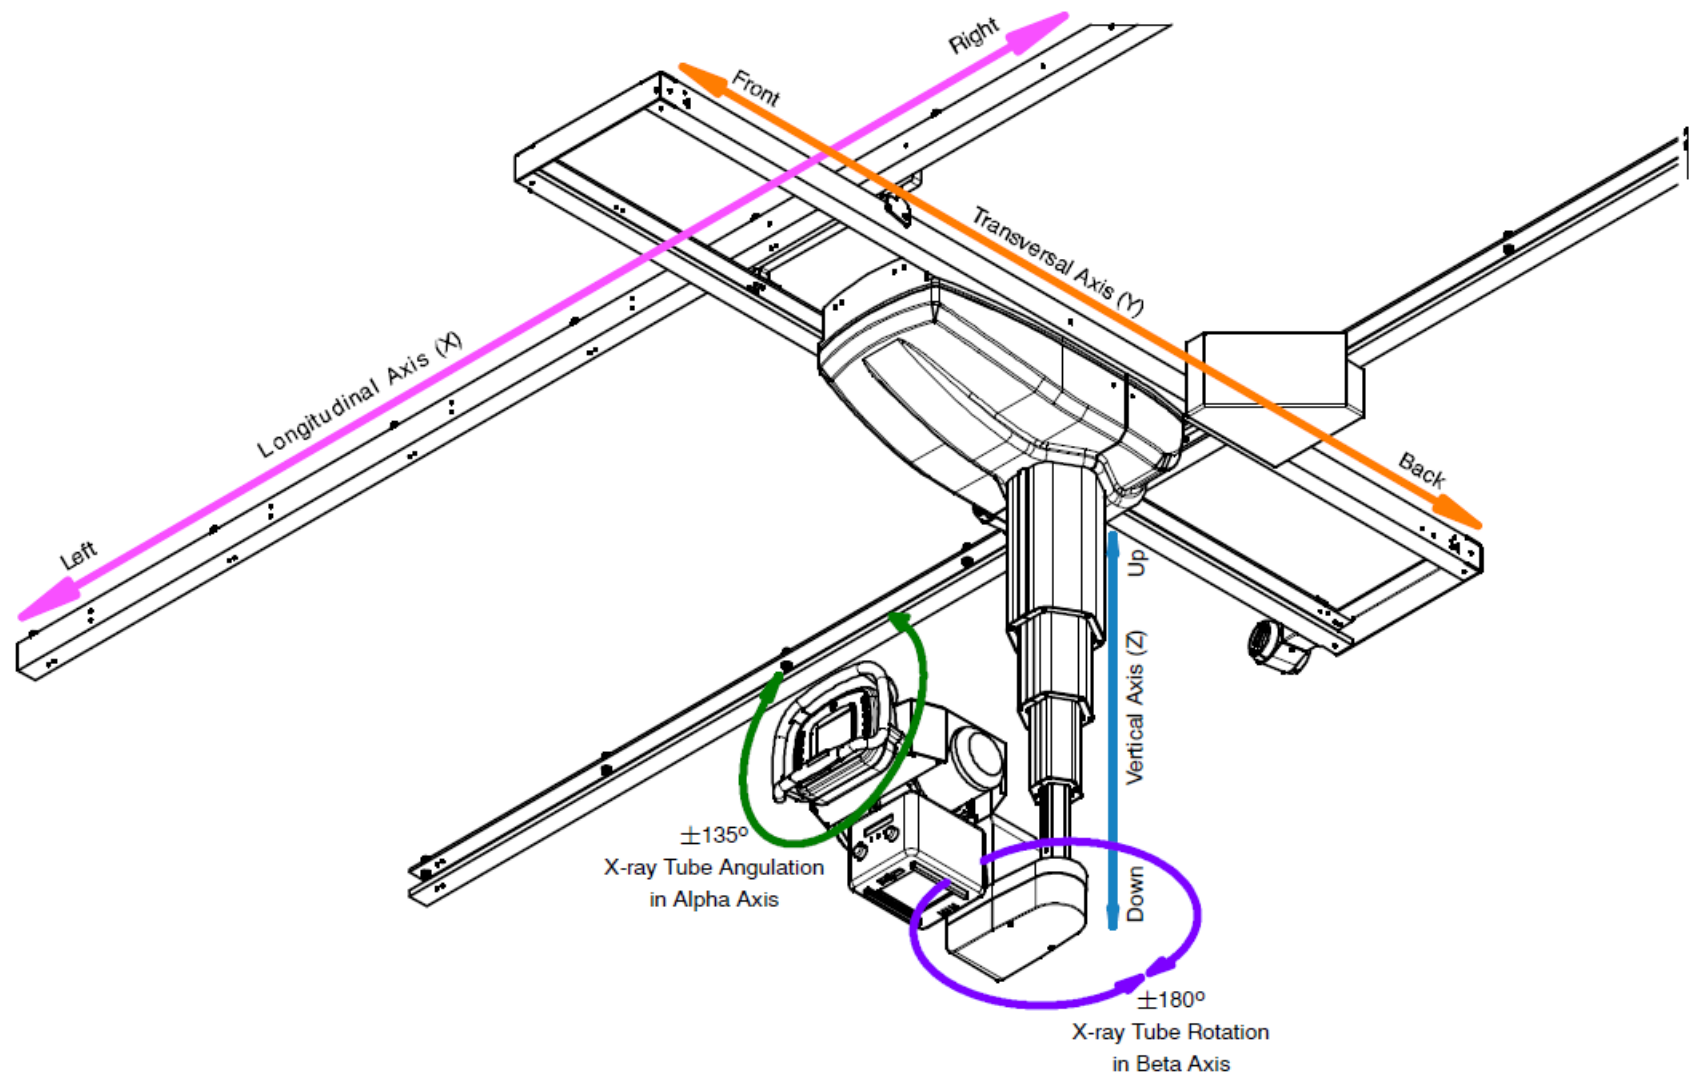 Right
Front
Transversal Axis (Y)
Longitudinal Axis (X)
Back
Left
Up
Vertical Axis (Z)
Down
±135º
X-ray Tube Angulation
in Alpha Axis
±180º
X-ray Tube Rotation
in Beta Axis